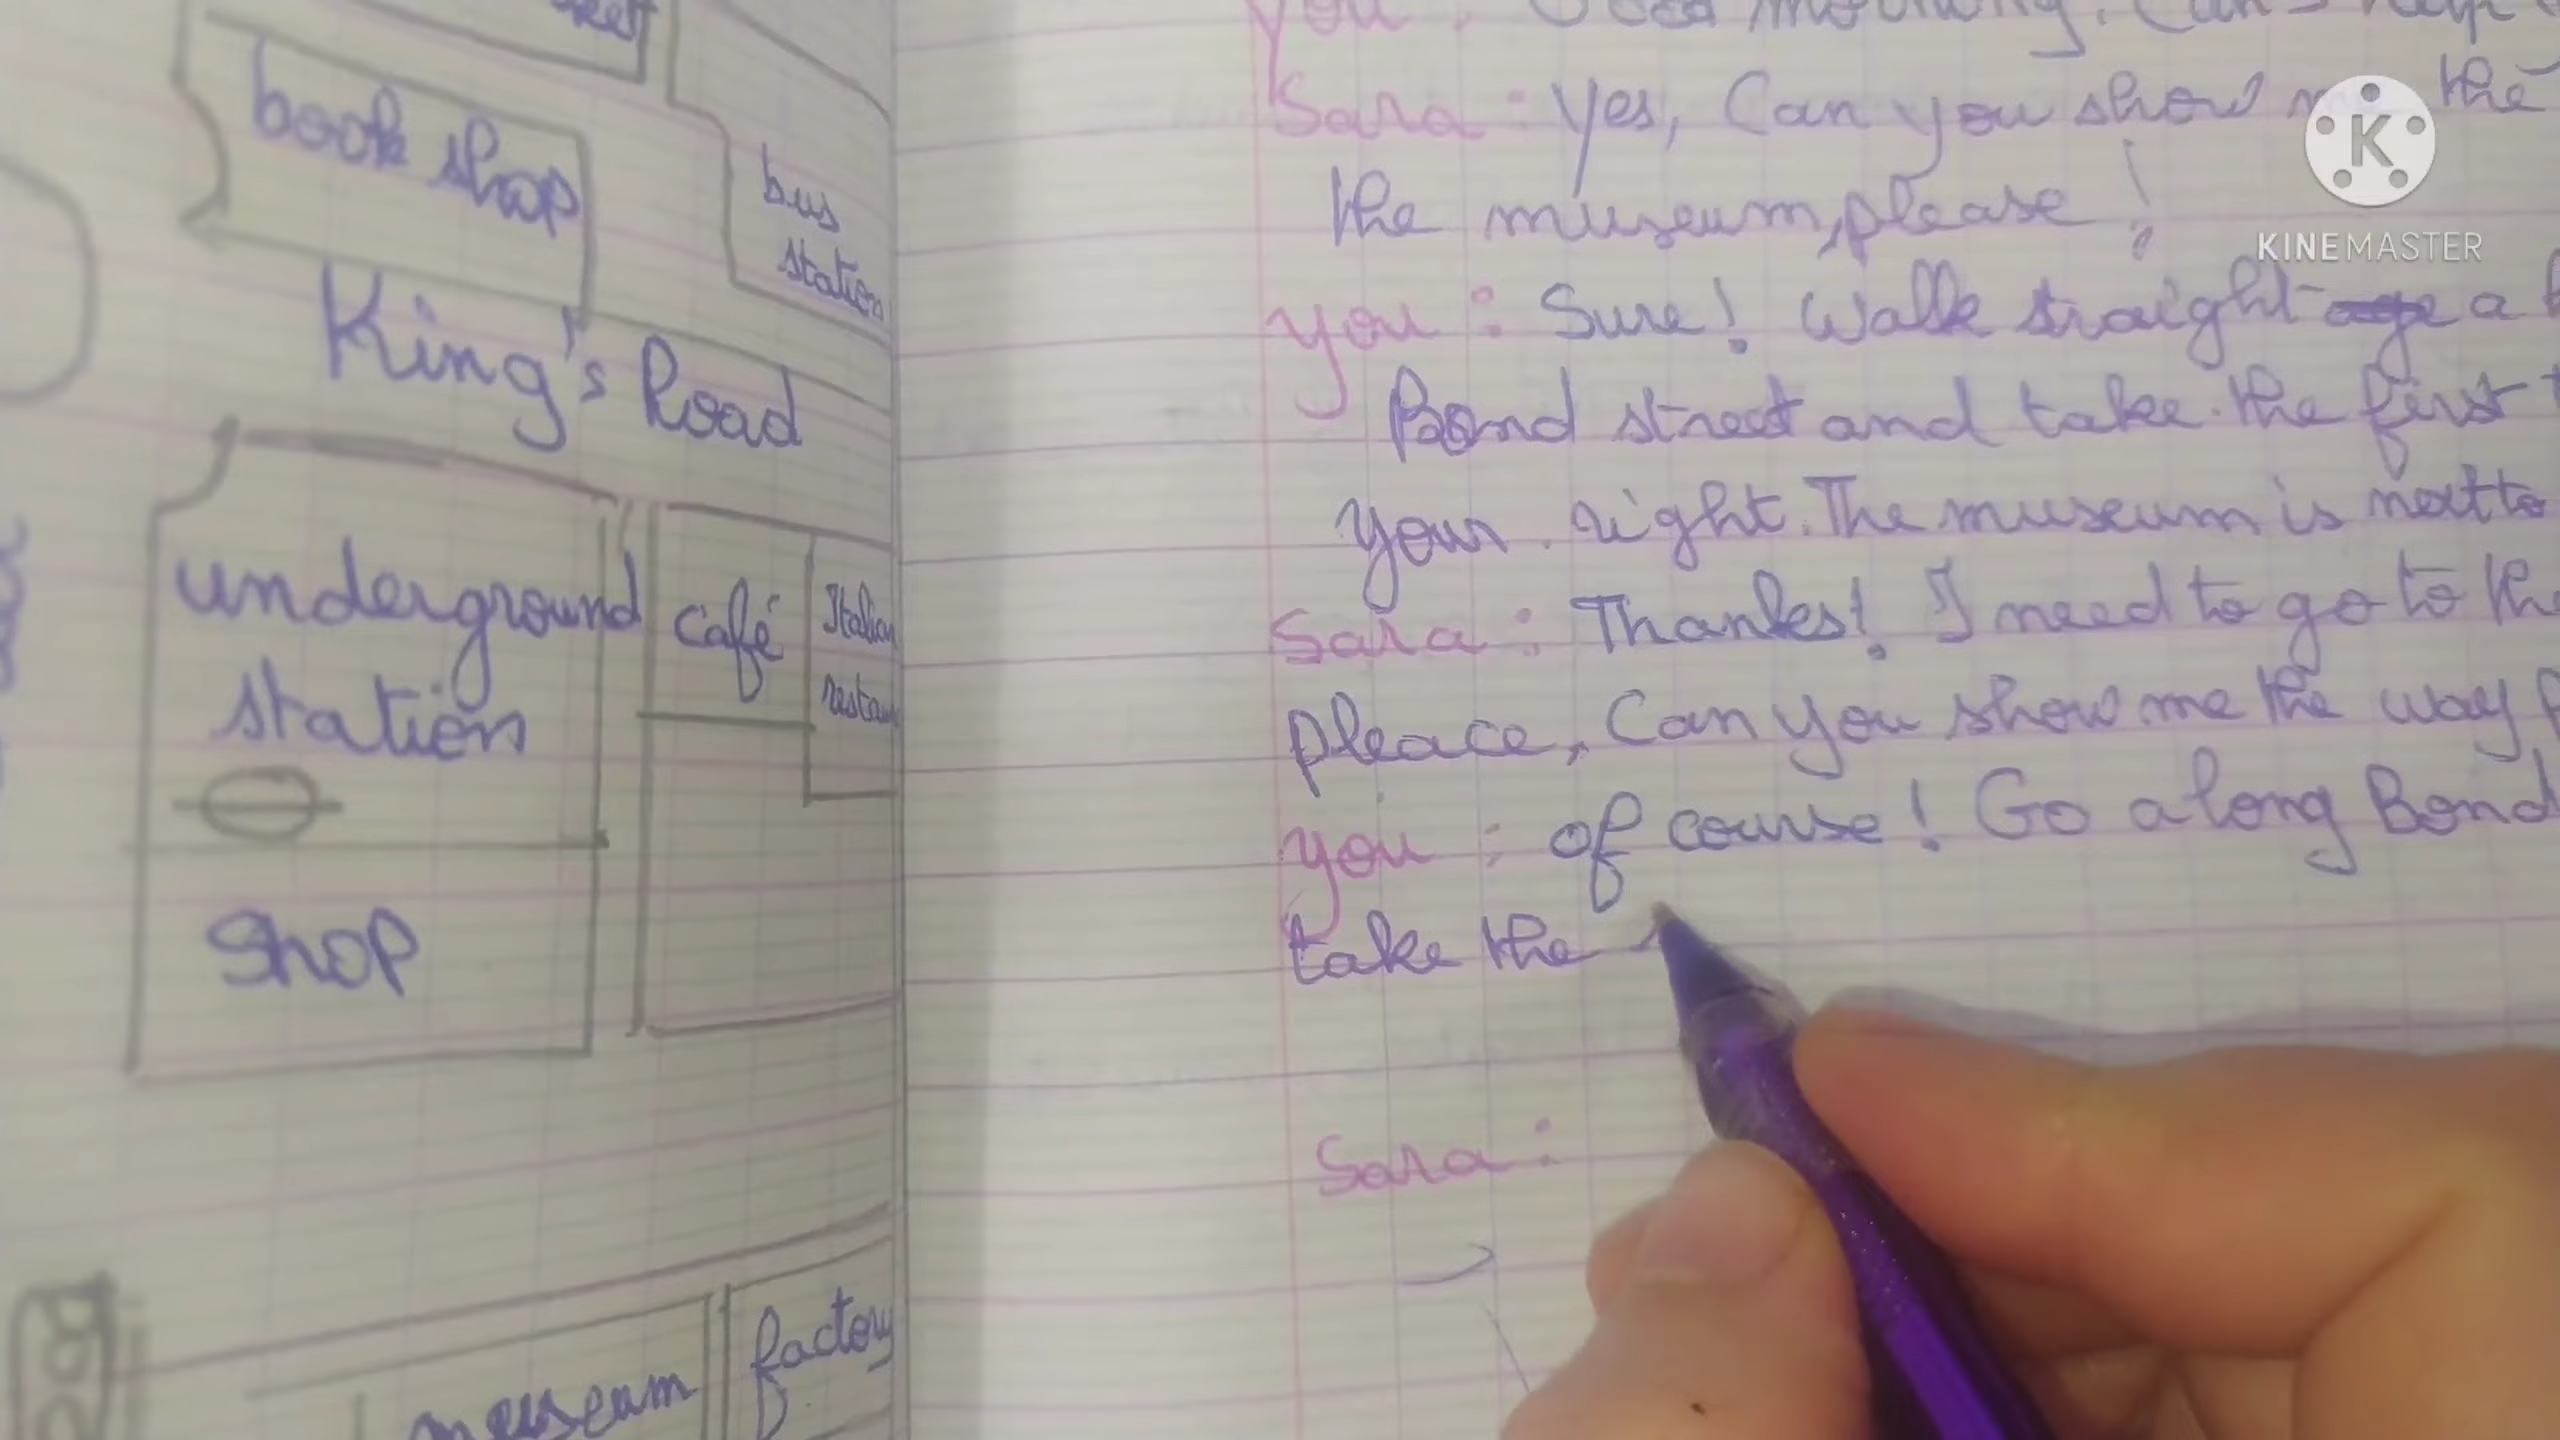 book shop
bus
station
King's Road
underground
station
Café
Italian
shop
museum
factory
you :
Sara : Yes, Can you show me the
the museum, please !
you : Sure! Walk straight a
Bond street and take the first
your right. The museum is next to
Sara : Thanks! I need to go to the
pleace, Can you show me the way
you : of course! Go along Bond
take the
Sara :
KINEMASTER